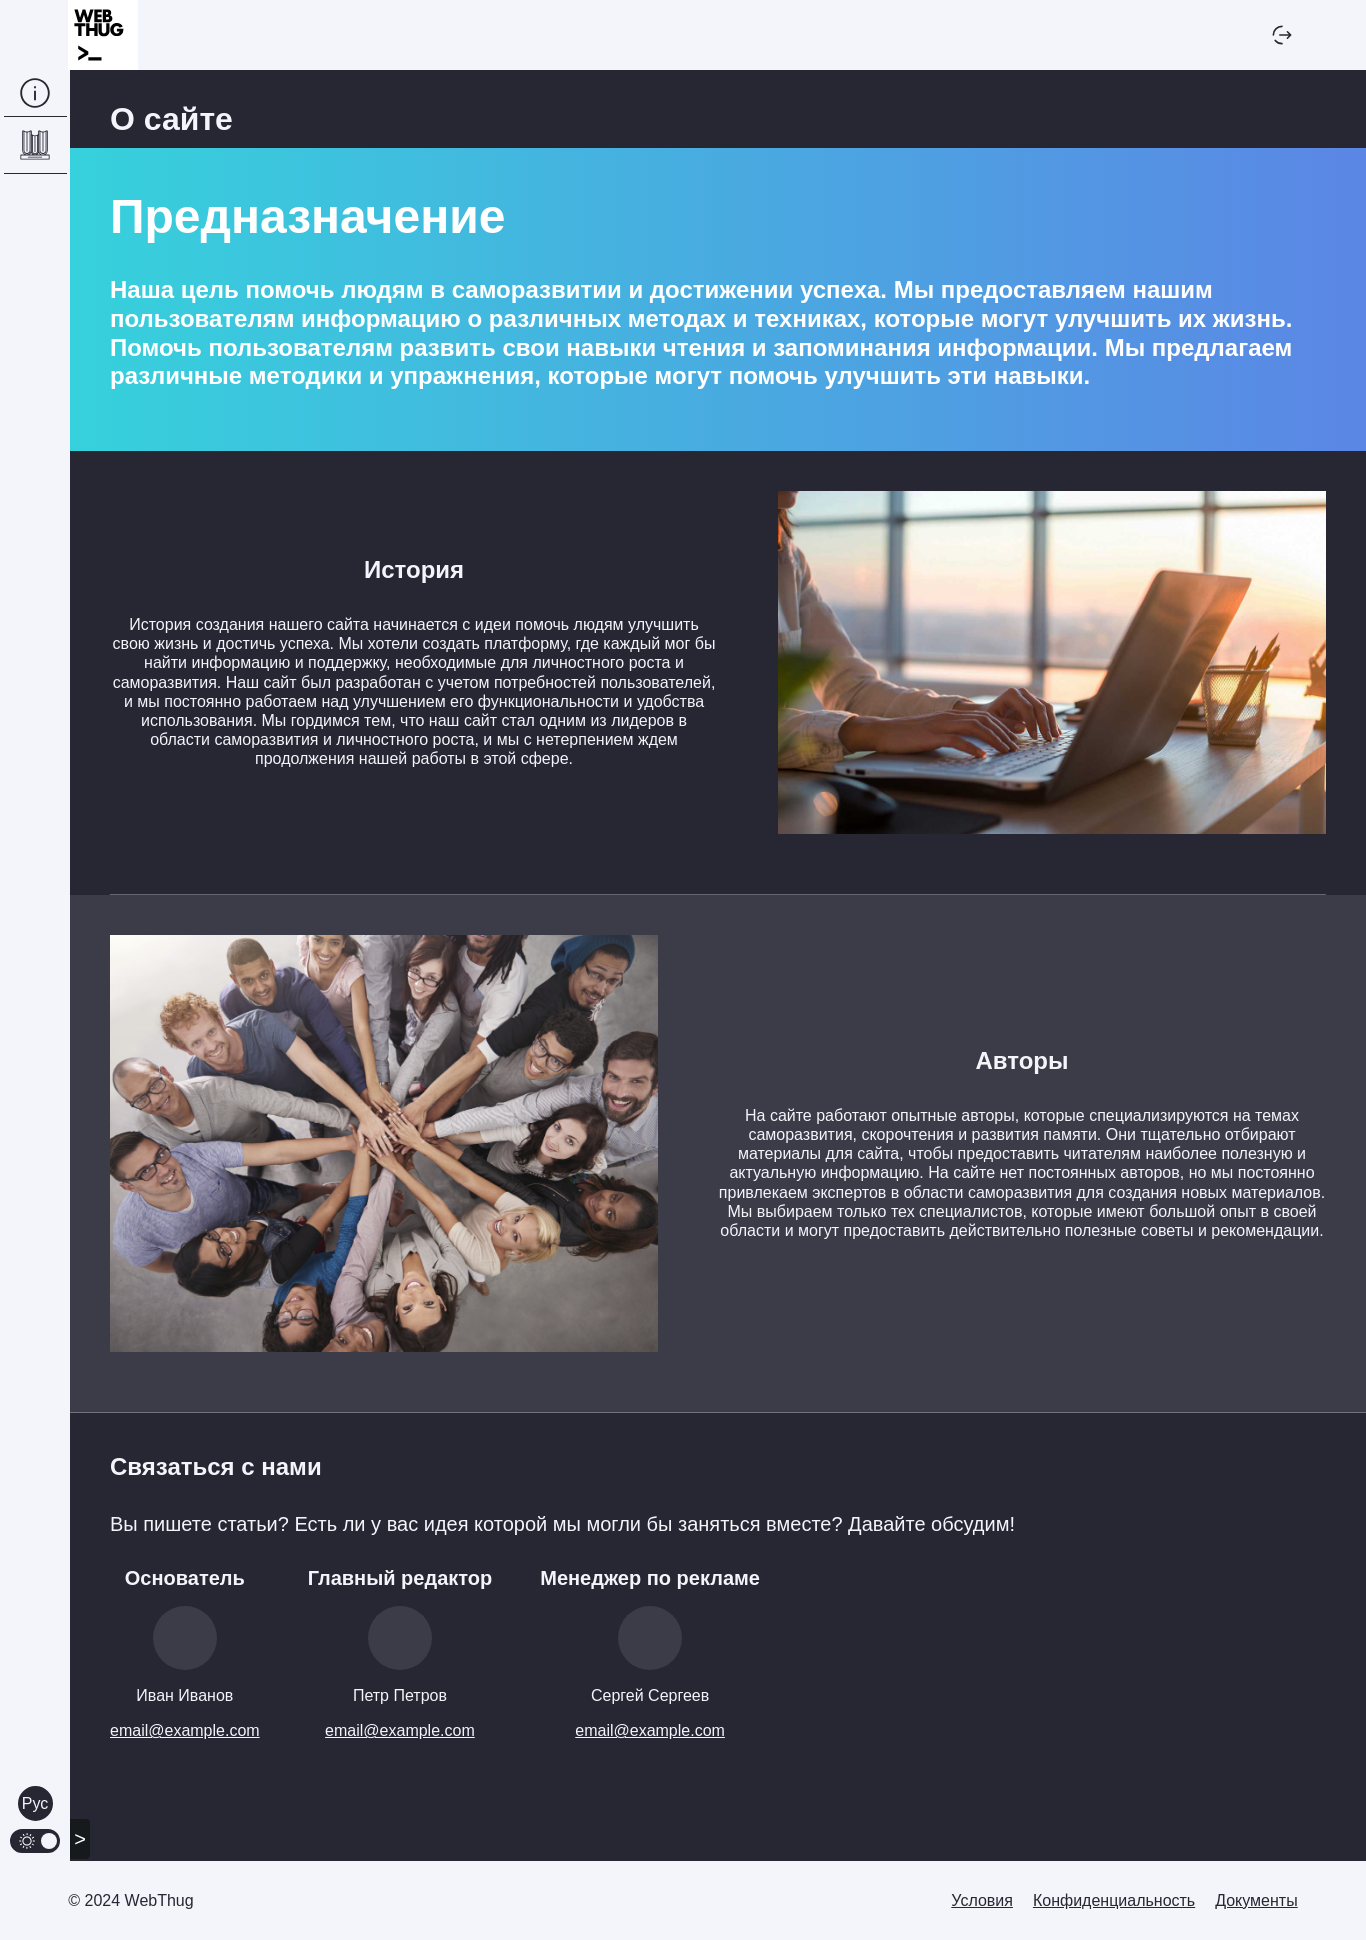 WEB
THUG
>_
О сайте
Предназначение
Наша цель помочь людям в саморазвитии и достижении успеха. Мы предоставляем нашим
пользователям информацию о различных методах и техниках, которые могут улучшить их жизнь.
Помочь пользователям развить свои навыки чтения и запоминания информации. Мы предлагаем
различные методики и упражнения, которые могут помочь улучшить эти навыки.
История
История создания нашего сайта начинается с идеи помочь людям улучшить
свою жизнь и достичь успеха. Мы хотели создать платформу, где каждый мог бы
найти информацию и поддержку, необходимые для личностного роста и
саморазвития. Наш сайт был разработан с учетом потребностей пользователей,
и мы постоянно работаем над улучшением его функциональности и удобства
использования. Мы гордимся тем, что наш сайт стал одним из лидеров в
области саморазвития и личностного роста, и мы с нетерпением ждем
продолжения нашей работы в этой сфере.
Авторы
На сайте работают опытные авторы, которые специализируются на темах
саморазвития, скорочтения и развития памяти. Они тщательно отбирают
материалы для сайта, чтобы предоставить читателям наиболее полезную и
актуальную информацию. На сайте нет постоянных авторов, но мы постоянно
привлекаем экспертов в области саморазвития для создания новых материалов.
Мы выбираем только тех специалистов, которые имеют большой опыт в своей
области и могут предоставить действительно полезные советы и рекомендации.
Связаться с нами
Вы пишете статьи? Есть ли у вас идея которой мы могли бы заняться вместе? Давайте обсудим!
Основатель
Иван Иванов
email@example.com
Главный редактор
Петр Петров
email@example.com
Менеджер по рекламе
Сергей Сергеев
email@example.com
Рус
>
© 2024 WebThug
Условия Конфиденциальность Документы